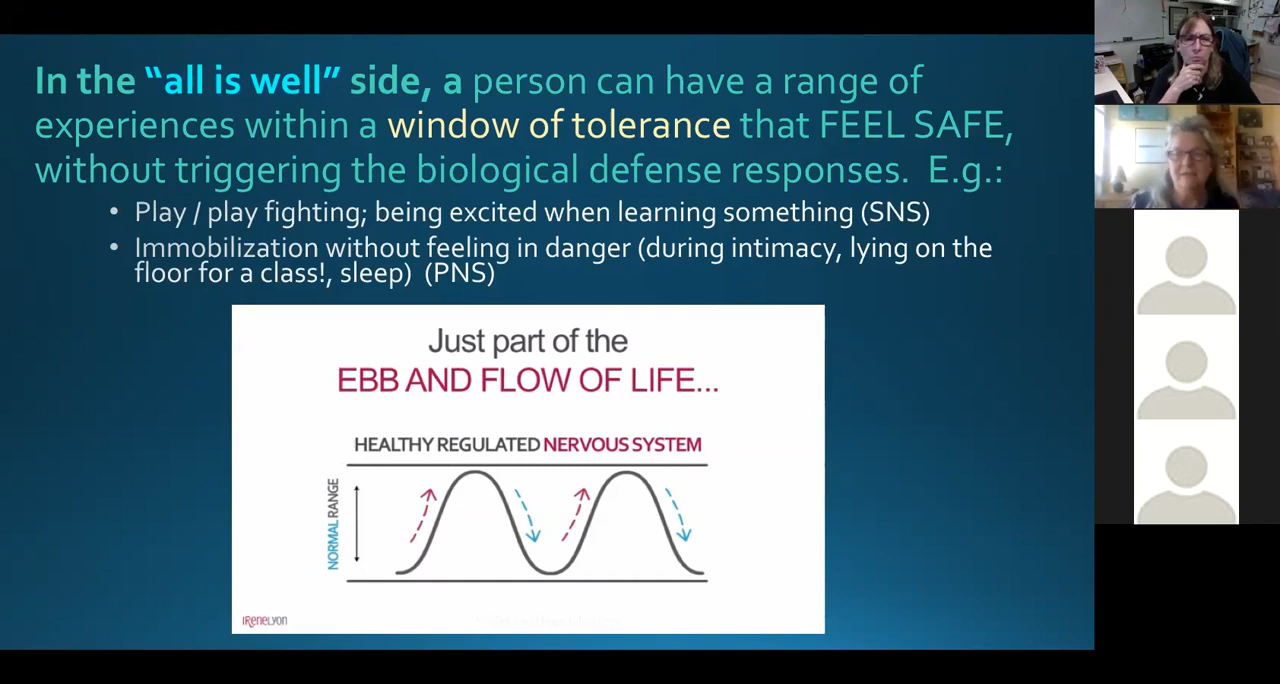 In the “all is well” side, a person can have a range of
experiences within a window of tolerance that FEEL SAFE,
without triggering the biological defense responses.  E.g.:
• Play / play fighting; being excited when learning something (SNS)
• Immobilization without feeling in danger (during intimacy, lying on the
floor for a class!, sleep)  (PNS)
Just part of the
EBB AND FLOW OF LIFE...
HEALTHY REGULATED NERVOUS SYSTEM
NORMAL RANGE
IRENELYON